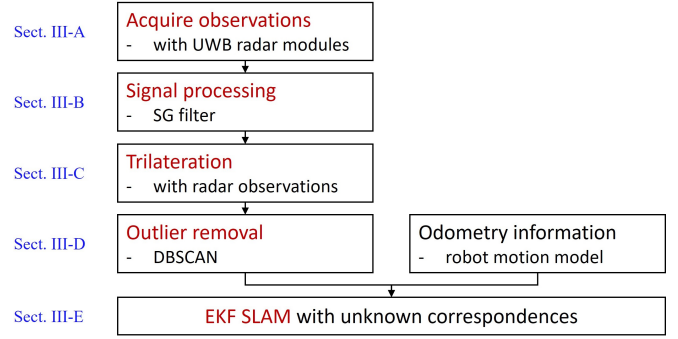 Sect. III-A
Acquire observations
- with UWB radar modules
Sect. III-B
Signal processing
- SG filter
Sect. III-C
Trilateration
- with radar observations
Sect. III-D
Outlier removal
- DBSCAN
Odometry information
- robot motion model
Sect. III-E
EKF SLAM with unknown correspondences